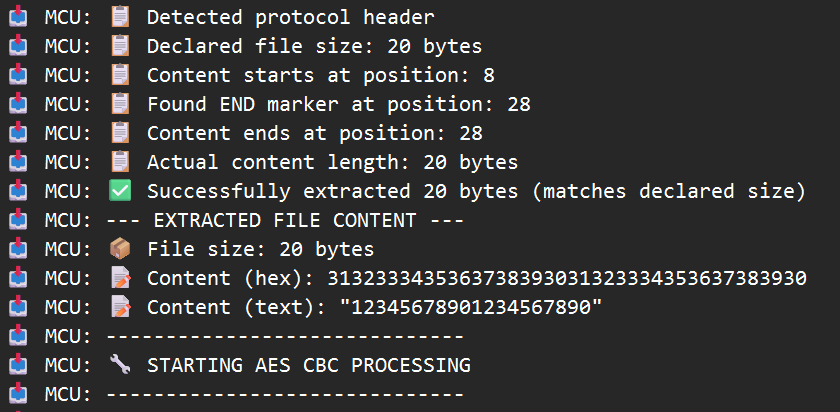 📥 MCU: 📋 Detected protocol header
📥 MCU: 📋 Declared file size: 20 bytes
📥 MCU: 📋 Content starts at position: 8
📥 MCU: 📋 Found END marker at position: 28
📥 MCU: 📋 Content ends at position: 28
📥 MCU: 📋 Actual content length: 20 bytes
📥 MCU: ✅ Successfully extracted 20 bytes (matches declared size)
📥 MCU: --- EXTRACTED FILE CONTENT ---
📥 MCU: 📦 File size: 20 bytes
📥 MCU: 📝 Content (hex): 3132333435363738393031323334353637383930
📥 MCU: 📝 Content (text): "12345678901234567890"
📥 MCU: -------------------------------
📥 MCU: 🔧 STARTING AES CBC PROCESSING
📥 MCU: -------------------------------